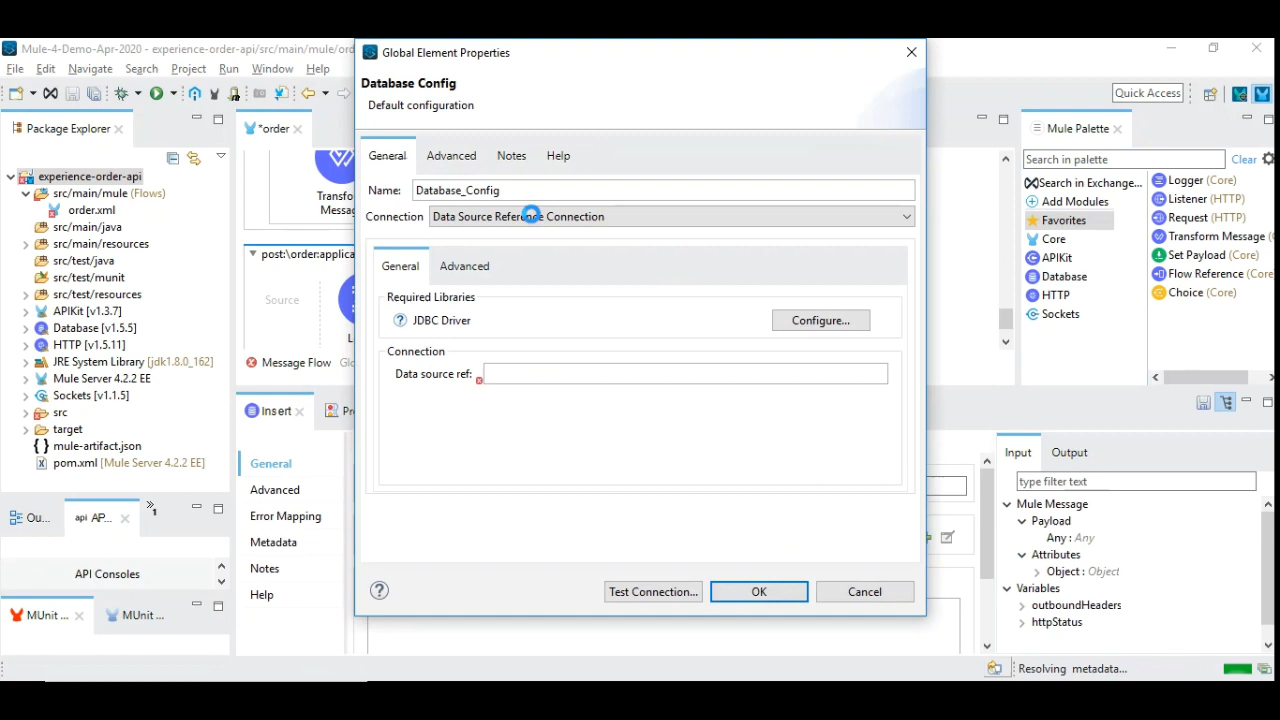 Mule-4-Demo-Apr-2020 - experience-order-api/src/main/mule/ord
File Edit Navigate Search Project Run Window Help
Quick Access
Package Explorer
experience-order-api
src/main/mule (Flows)
order.xml
src/main/java
src/main/resources
src/test/java
src/test/munit
src/test/resources
APIKit [v1.3.7]
Database [v1.5.5]
HTTP [v1.5.11]
JRE System Library [jdk1.8.0_162]
Mule Server 4.2.2 EE
Sockets [v1.1.5]
src
target
mule-artifact.json
pom.xml [Mule Server 4.2.2 EE]
Ou...
api AP...
1
API Consoles
MUnit ...
MUnit ...
*order
Transfo
Messag
post:\order:applica
Source
L
Message Flow
Glo
Insert
Pr
General
Advanced
Error Mapping
Metadata
Notes
Help
Global Element Properties
Database Config
Default configuration
General Advanced Notes Help
Name: Database_Config
Connection Data Source Reference Connection
General Advanced
Required Libraries
? JDBC Driver
Configure...
Connection
Data source ref:
?
Test Connection...
OK
Cancel
Mule Palette
Search in palette
Clear
Search in Exchange...
Add Modules
Favorites
Core
APIKit
Database
HTTP
Sockets
Logger (Core)
Listener (HTTP)
Request (HTTP)
Transform Message (
Set Payload (Core)
Flow Reference (Core)
Choice (Core)
Input Output
type filter text
Mule Message
Payload
Any : Any
Attributes
Object : Object
Variables
outboundHeaders
httpStatus
Resolving metadata...